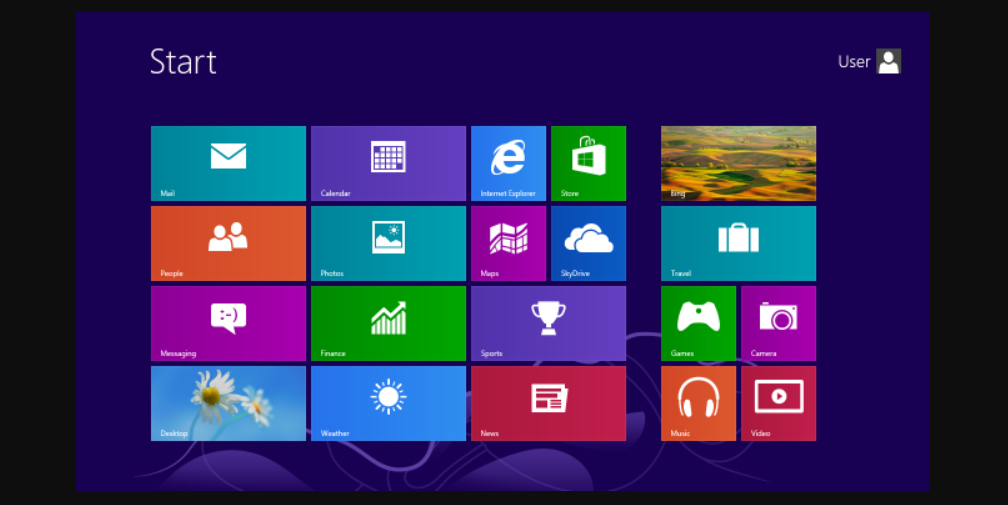 Start
User
Mail
Calendar
Internet Explorer
Store
Bing
People
Photos
Maps
SkyDrive
Travel
Messaging
:-)
Finance
Sports
Games
Camera
Desktop
Weather
News
Music
Video